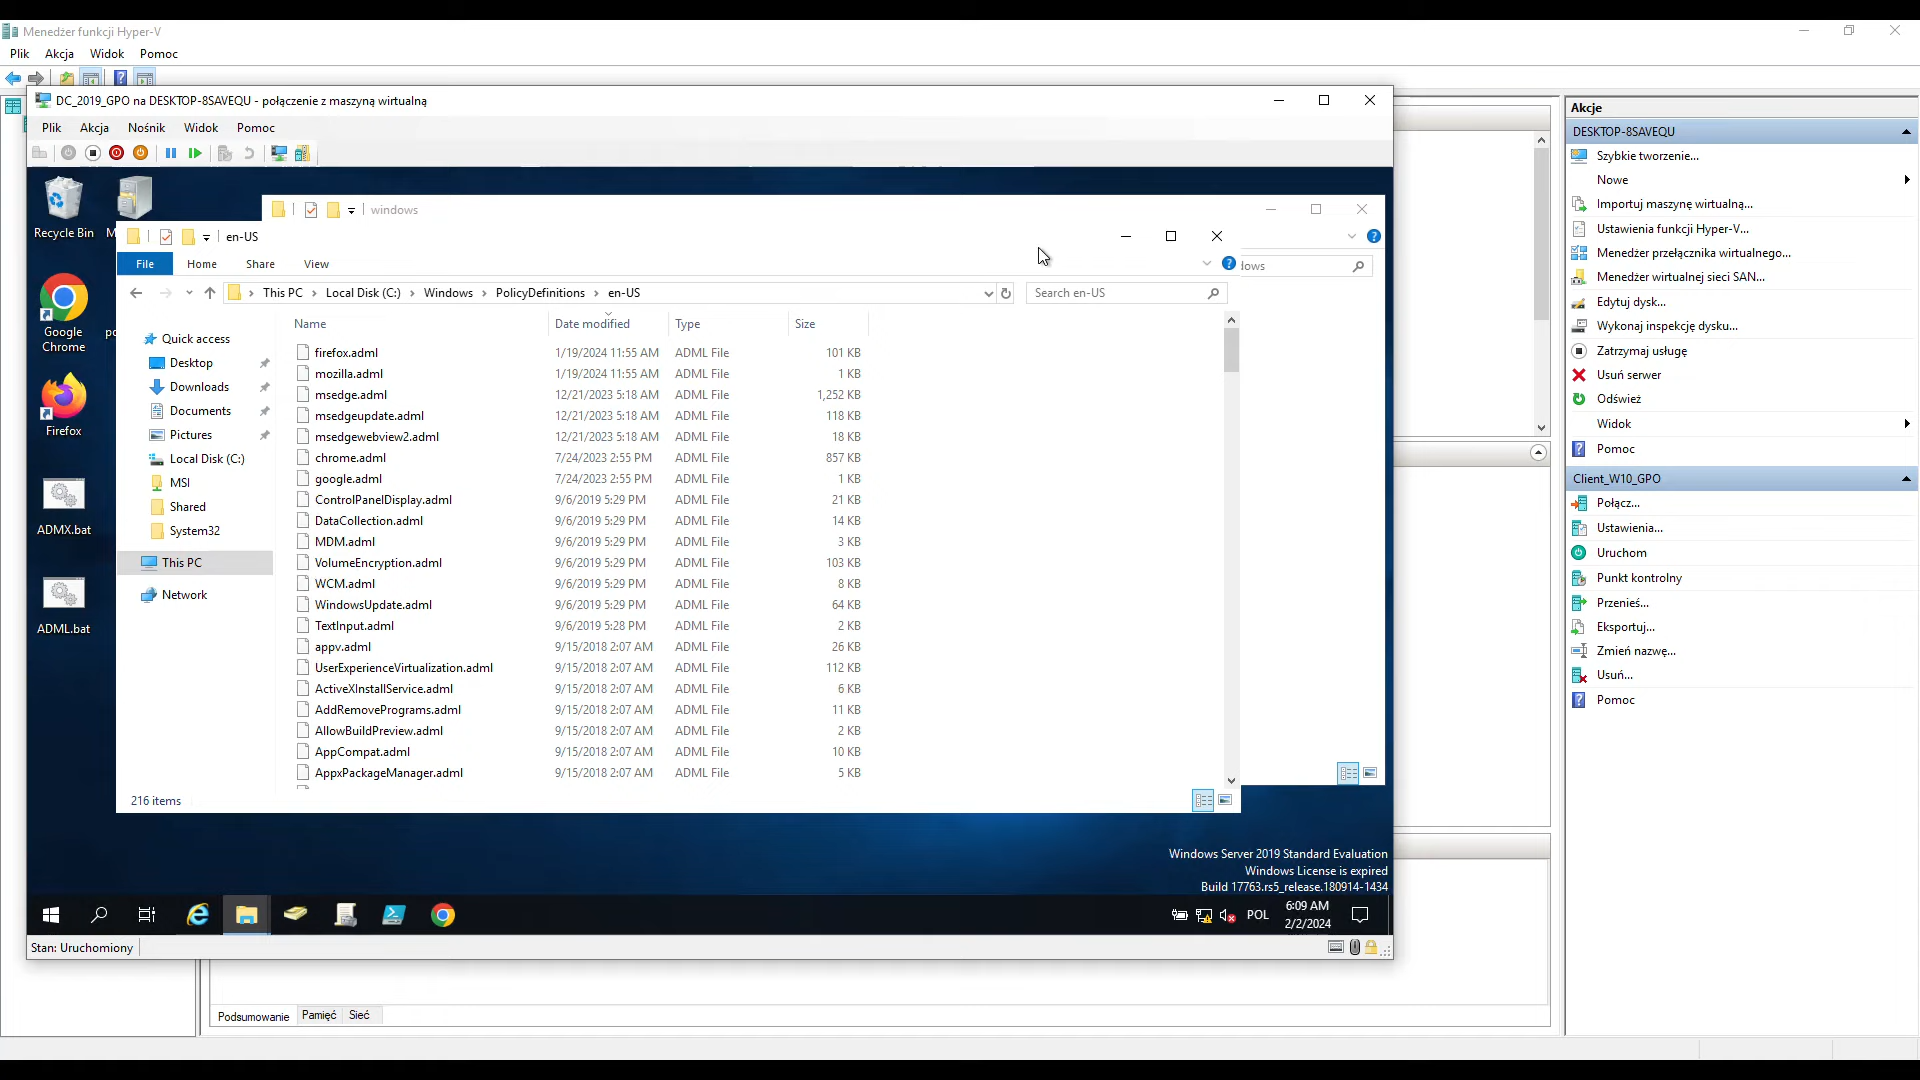 Menedżer funkcji Hyper-V
Plik Akcja Widok Pomoc
DC_2019_GPO na DESKTOP-8SAVEQU - połączenie z maszyną wirtualną
Plik Akcja Nośnik Widok Pomoc
Recycle Bin
Google Chrome
Firefox
ADMX.bat
ADML.bat
windows
en-US
File Home Share View
This PC > Local Disk (C:) > Windows > PolicyDefinitions > en-US
Search en-US
Quick access
Desktop
Downloads
Documents
Pictures
Local Disk (C:)
MSI
Shared
System32
This PC
Network
Name Date modified Type Size
firefox.adml 1/19/2024 11:55 AM ADML File 101 KB
mozilla.adml 1/19/2024 11:55 AM ADML File 1 KB
msedge.adml 12/21/2023 5:18 AM ADML File 1,252 KB
msedgeupdate.adml 12/21/2023 5:18 AM ADML File 118 KB
msedgewebview2.adml 12/21/2023 5:18 AM ADML File 18 KB
chrome.adml 7/24/2023 2:55 PM ADML File 857 KB
google.adml 7/24/2023 2:55 PM ADML File 1 KB
ControlPanelDisplay.adml 9/6/2019 5:29 PM ADML File 21 KB
DataCollection.adml 9/6/2019 5:29 PM ADML File 14 KB
MDM.adml 9/6/2019 5:29 PM ADML File 3 KB
VolumeEncryption.adml 9/6/2019 5:29 PM ADML File 103 KB
WCM.adml 9/6/2019 5:29 PM ADML File 8 KB
WindowsUpdate.adml 9/6/2019 5:29 PM ADML File 64 KB
TextInput.adml 9/6/2019 5:28 PM ADML File 2 KB
appv.adml 9/15/2018 2:07 AM ADML File 26 KB
UserExperienceVirtualization.adml 9/15/2018 2:07 AM ADML File 112 KB
ActiveXInstallService.adml 9/15/2018 2:07 AM ADML File 6 KB
AddRemovePrograms.adml 9/15/2018 2:07 AM ADML File 11 KB
AllowBuildPreview.adml 9/15/2018 2:07 AM ADML File 2 KB
AppCompat.adml 9/15/2018 2:07 AM ADML File 10 KB
AppxPackageManager.adml 9/15/2018 2:07 AM ADML File 5 KB
216 items
Windows Server 2019 Standard Evaluation
Windows License is expired
Build 17763.rs5_release.180914-1434
POL
6:09 AM
2/2/2024
Stan: Uruchomiony
Podsumowanie Pamięć Sieć
Akcje
DESKTOP-8SAVEQU
Szybkie tworzenie...
Nowe
Importuj maszynę wirtualną...
Ustawienia funkcji Hyper-V...
Menedżer przełącznika wirtualnego...
Menedżer wirtualnej sieci SAN...
Edytuj dysk...
Wykonaj inspekcję dysku...
Zatrzymaj usługę
Usuń serwer
Odśwież
Widok
Pomoc
Client_W10_GPO
Połącz...
Ustawienia...
Uruchom
Punkt kontrolny
Przenieś...
Eksportuj...
Zmień nazwę...
Usuń...
Pomoc